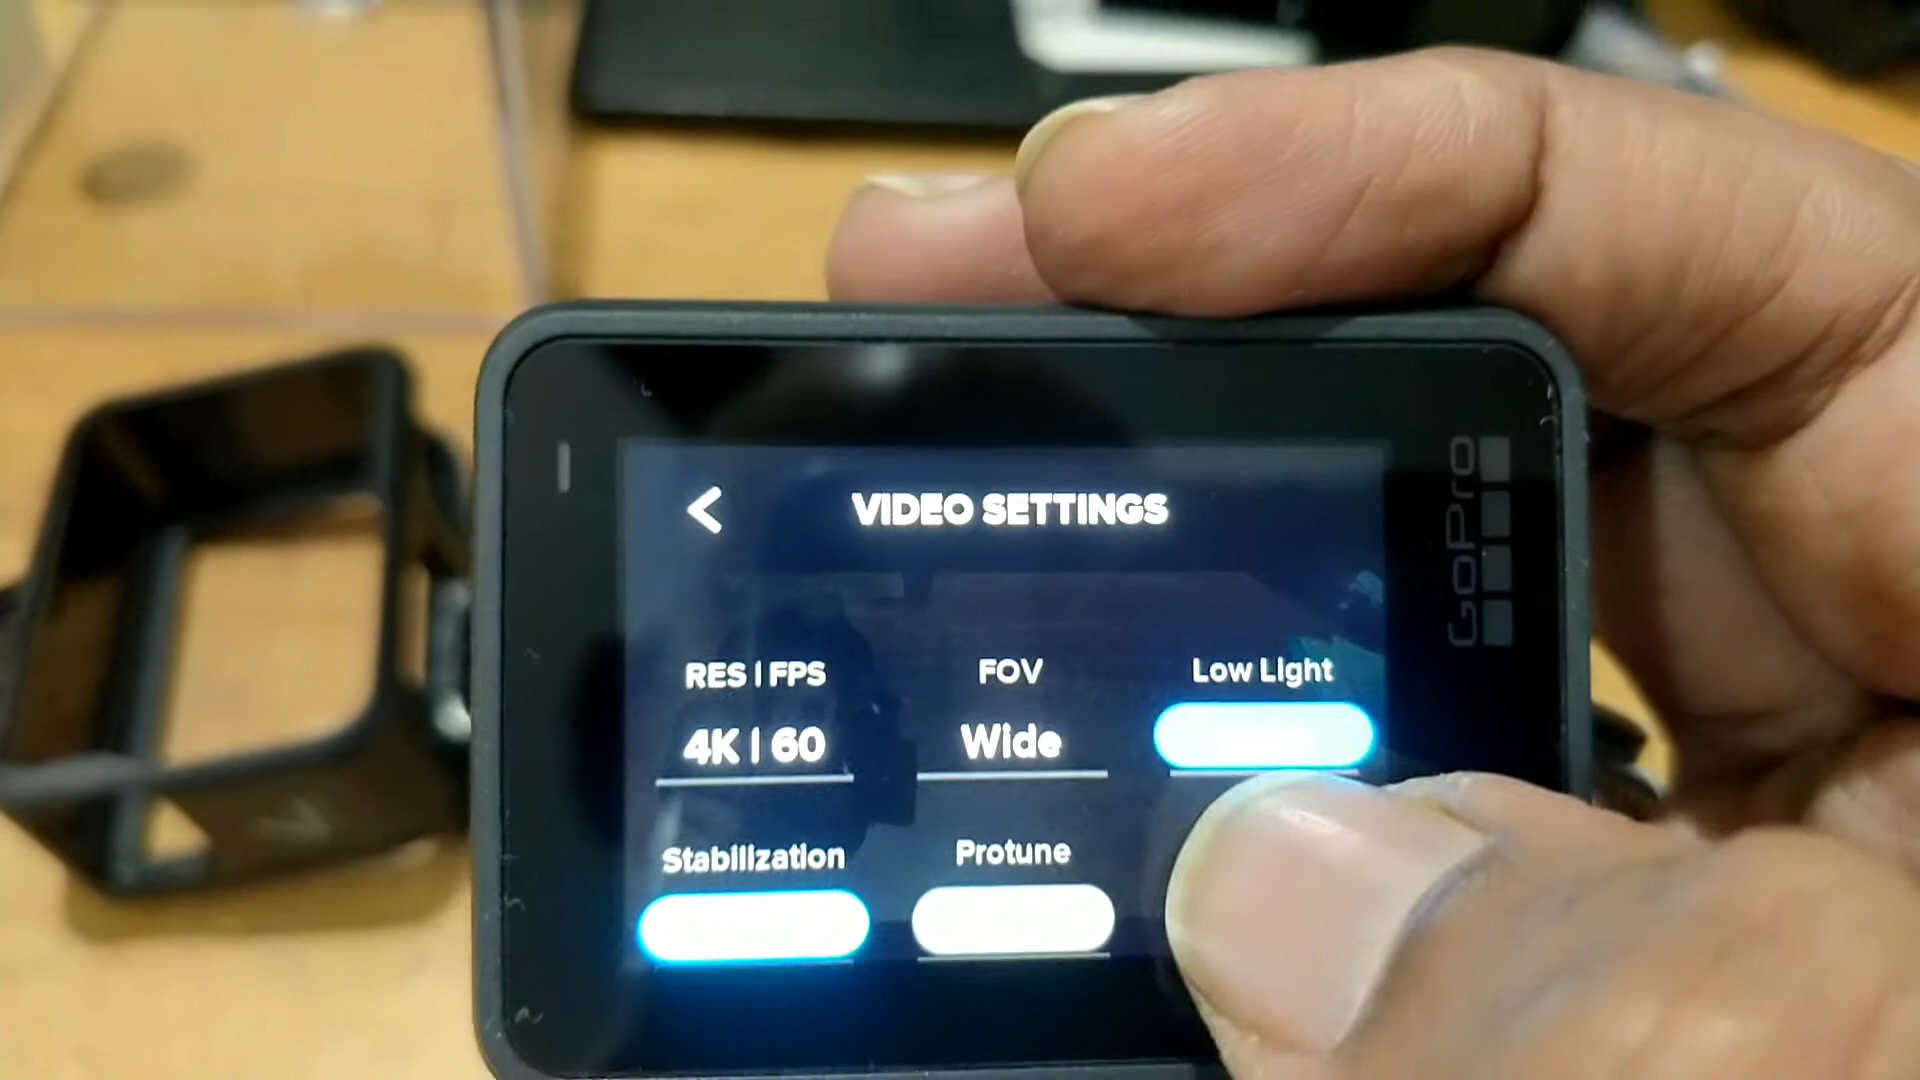 VIDEO SETTINGS
RES | FPS
FOV
Low Light
4K | 60
Wide
Stabilization
Protune
GoPro